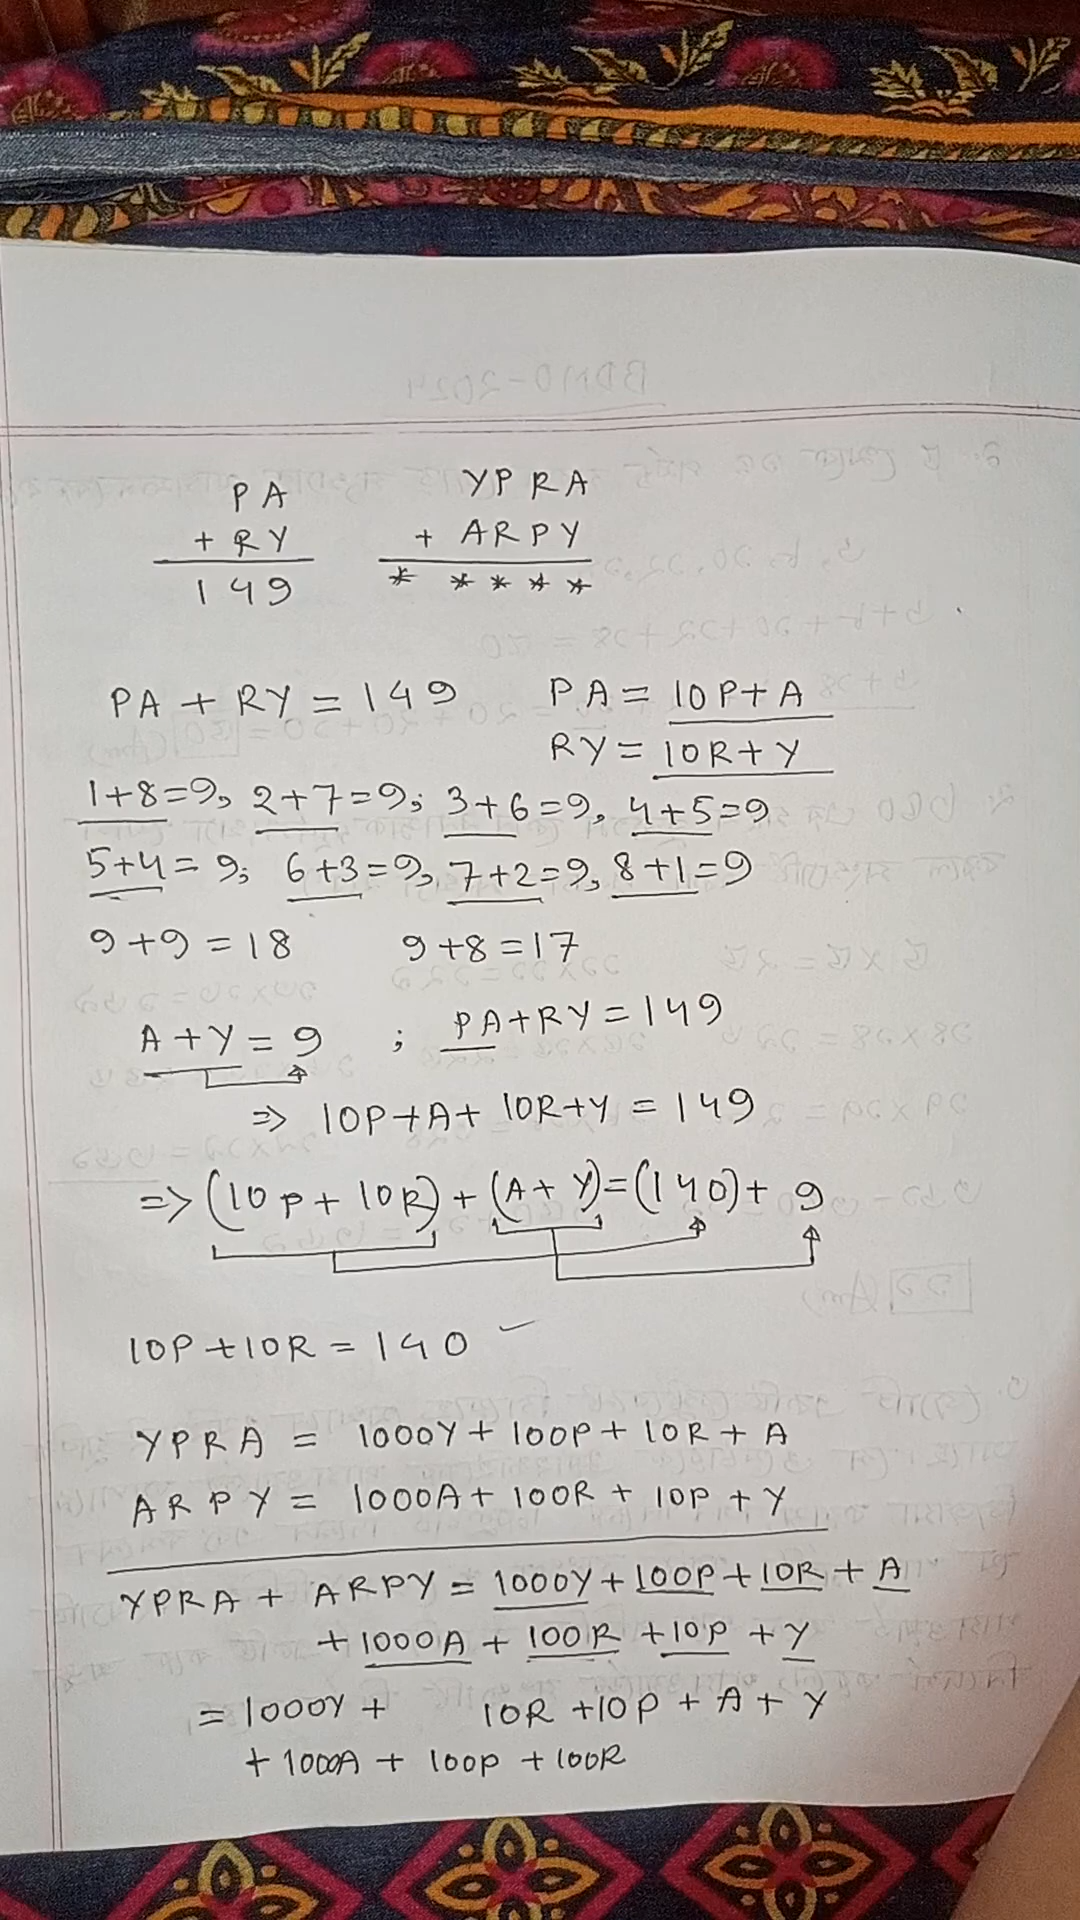 PA
+ RY
149
YPRA
+ ARPY
* * * * *
PA + RY = 149
PA = 10P + A
RY = 10R + Y
1+8=9, 2+7=9; 3+6=9, 4+5=9
5+4=9; 6+3=9, 7+2=9, 8+1=9
9+9=18 9+8=17
A+Y=9 ; PA+RY=149
=> 10P+A+10R+Y=149
=> (10P+10R)+(A+Y)=(140)+9
10P+10R=140
YPRA = 1000Y+100P+10R+A
ARPY = 1000A+100R+10P+Y
YPRA + ARPY = 1000Y+100P+10R+A
+1000A+100R+10P+Y
= 1000Y + 10R +10P+A+Y
+1000A+100P+100R